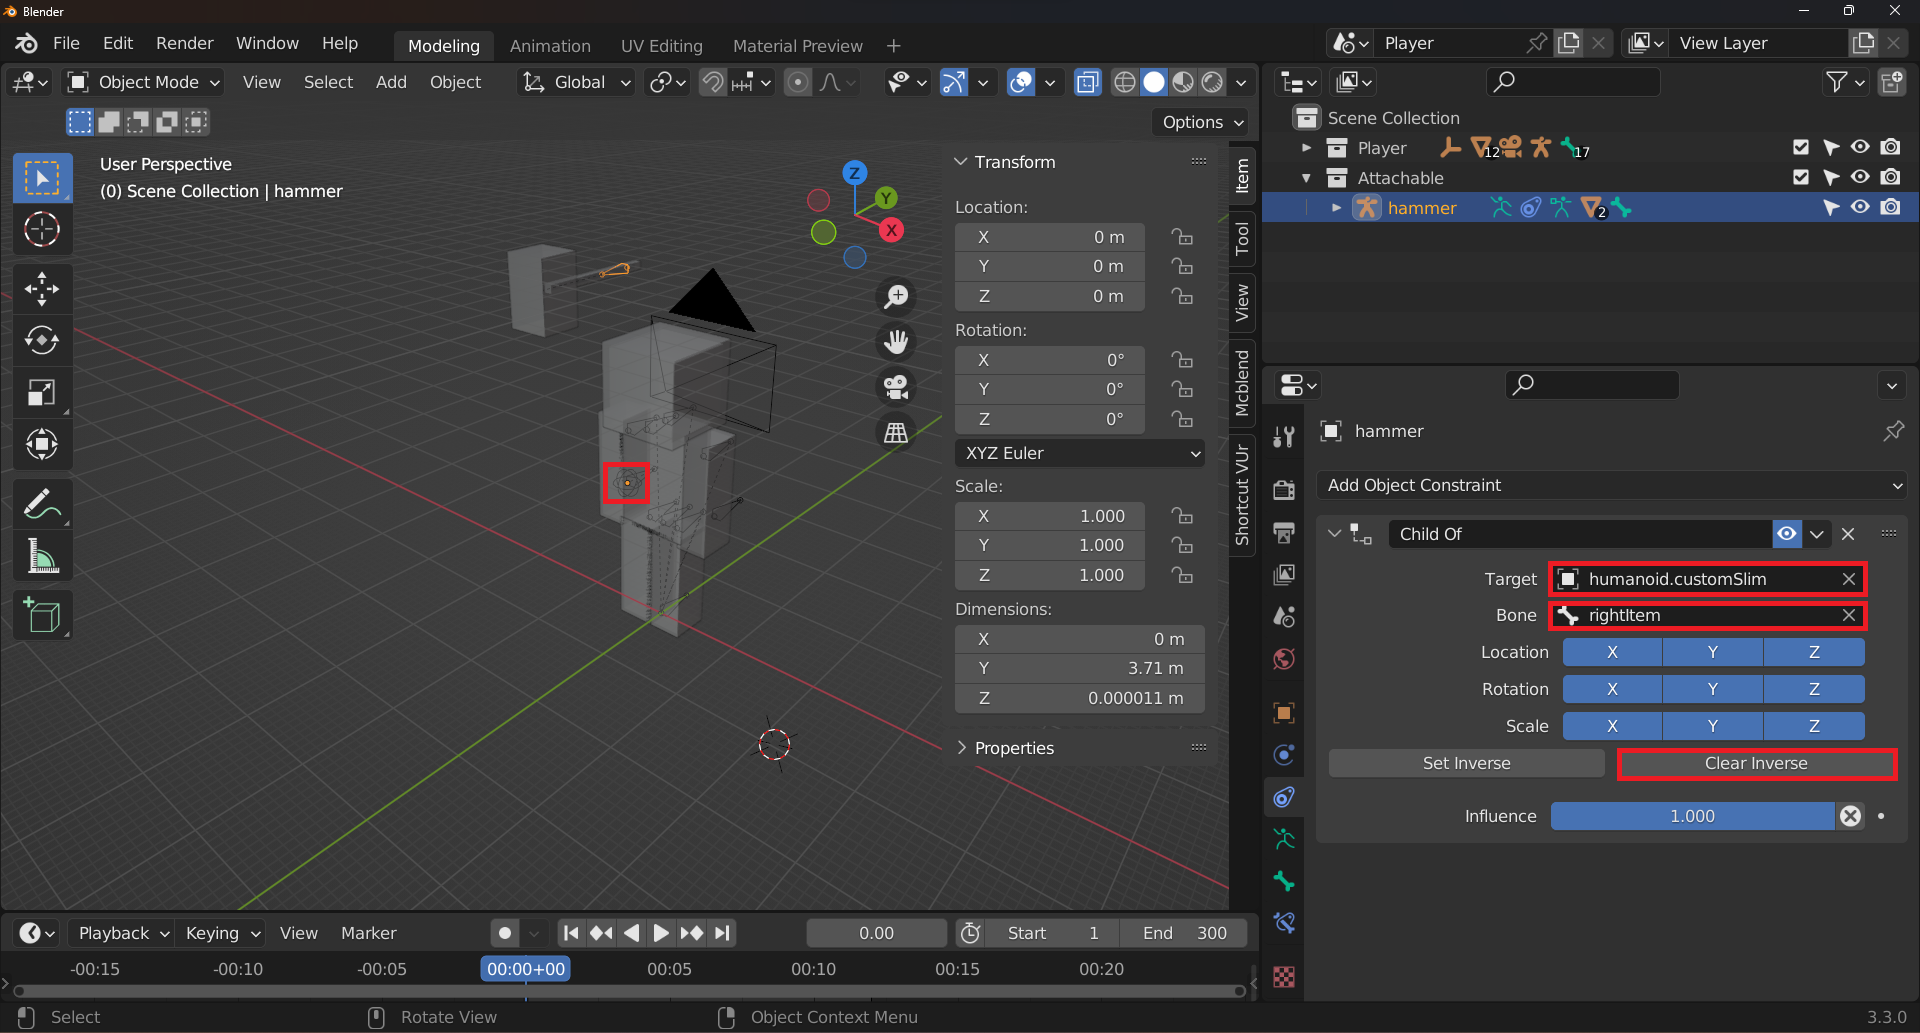 Blender
File Edit Render Window Help
Modeling Animation UV Editing Material Preview +
Player
View Layer
Object Mode View Select Add Object
Global
Options
User Perspective
(0) Scene Collection | hammer
Z
Y
X
Transform
Location:
X 0 m
Y 0 m
Z 0 m
Rotation:
X 0°
Y 0°
Z 0°
XYZ Euler
Scale:
X 1.000
Y 1.000
Z 1.000
Dimensions:
X 0 m
Y 3.71 m
Z 0.000011 m
Properties
Item
Tool
View
Mcblend
Shortcut VUr
Scene Collection
Player 12 17
Attachable
hammer 2
hammer
Add Object Constraint
Child Of
Target humanoid.customSlim
Bone rightItem
Location X Y Z
Rotation X Y Z
Scale X Y Z
Set Inverse Clear Inverse
Influence 1.000
Playback Keying View Marker
0.00
Start 1 End 300
-00:15 -00:10 -00:05 00:00+00 00:05 00:10 00:15 00:20
Select Rotate View Object Context Menu 3.3.0